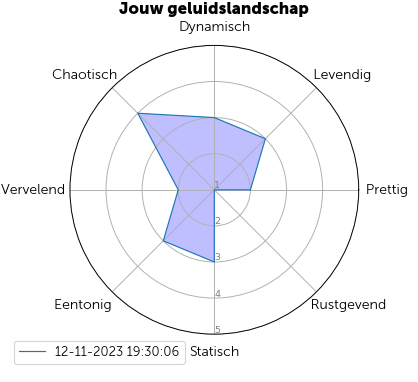 Jouw geluidslandschap
Dynamisch
Chaotisch
Levendig
Vervelend
1
Prettig
2
3
4
Eentonig
Rustgevend
5
12-11-2023 19:30:06
Statisch